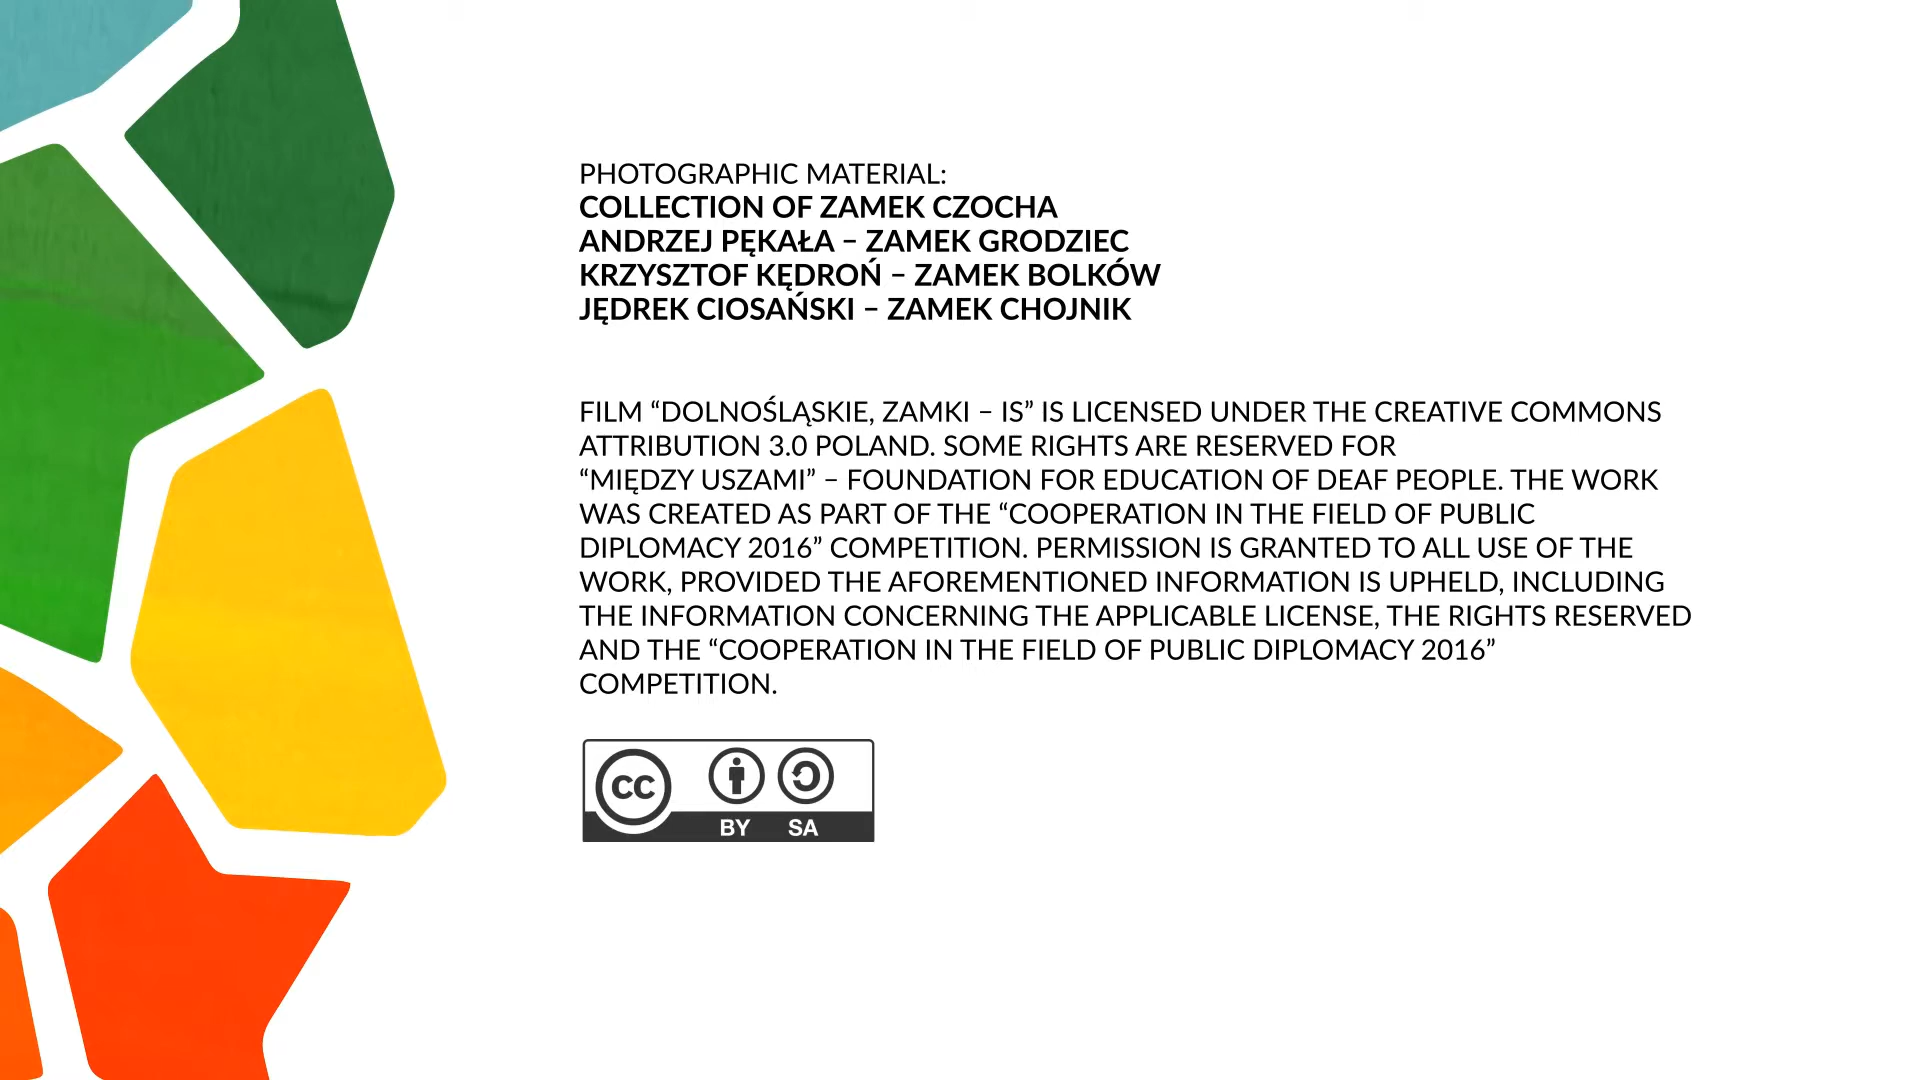 PHOTOGRAPHIC MATERIAL:
COLLECTION OF ZAMEK CZOCHA
ANDRZEJ PĘKAŁA – ZAMEK GRODZIEC
KRZYSZTOF KĘDROŃ – ZAMEK BOLKÓW
JĘDREK CIOSAŃSKI – ZAMEK CHOJNIK
FILM “DOLNOŚLĄSKIE, ZAMKI – IS” IS LICENSED UNDER THE CREATIVE COMMONS
ATTRIBUTION 3.0 POLAND. SOME RIGHTS ARE RESERVED FOR
“MIĘDZY USZAMI” – FOUNDATION FOR EDUCATION OF DEAF PEOPLE. THE WORK
WAS CREATED AS PART OF THE “COOPERATION IN THE FIELD OF PUBLIC
DIPLOMACY 2016” COMPETITION. PERMISSION IS GRANTED TO ALL USE OF THE
WORK, PROVIDED THE AFOREMENTIONED INFORMATION IS UPHELD, INCLUDING
THE INFORMATION CONCERNING THE APPLICABLE LICENSE, THE RIGHTS RESERVED
AND THE “COOPERATION IN THE FIELD OF PUBLIC DIPLOMACY 2016”
COMPETITION.
CC
BY SA